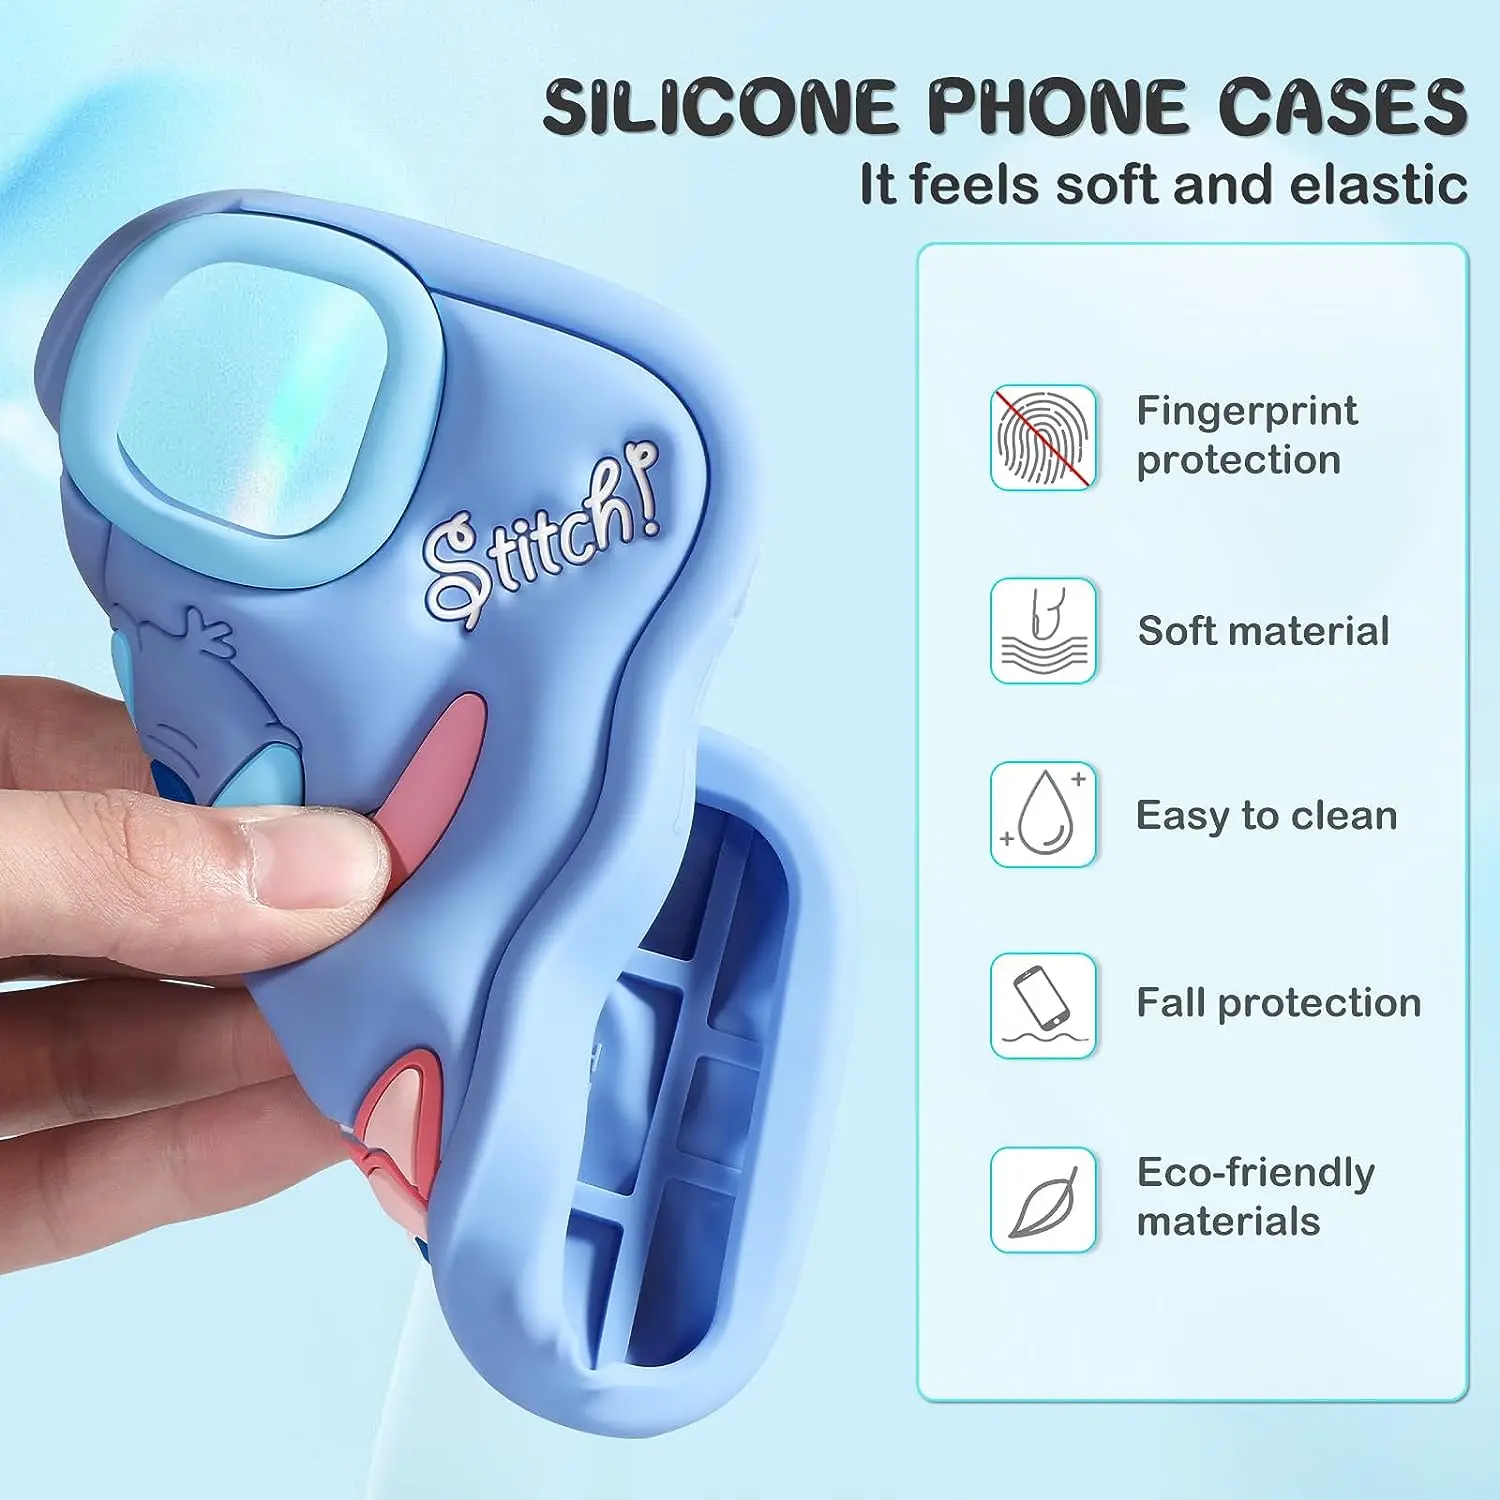 SILICONE PHONE CASES
It feels soft and elastic
Stitch!
Fingerprint
protection
Soft material
Easy to clean
Fall protection
Eco-friendly
materials